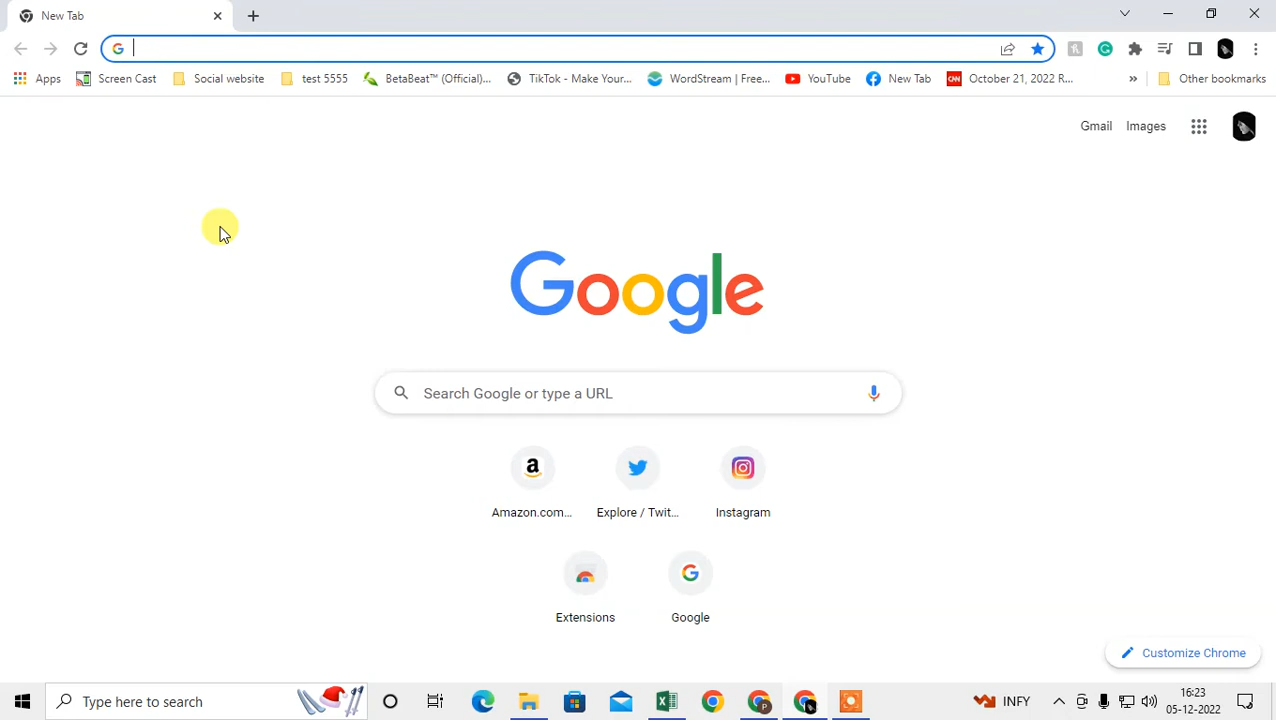 New Tab
Apps Screen Cast Social website test 5555 BetaBeat™ (Official)... TikTok - Make Your... WordStream | Free... YouTube New Tab CNN October 21, 2022 R... » Other bookmarks
Gmail Images
Google
Search Google or type a URL
Amazon.com... Explore / Twit... Instagram
Extensions Google
Customize Chrome
Type here to search
INFY
16:23
05-12-2022